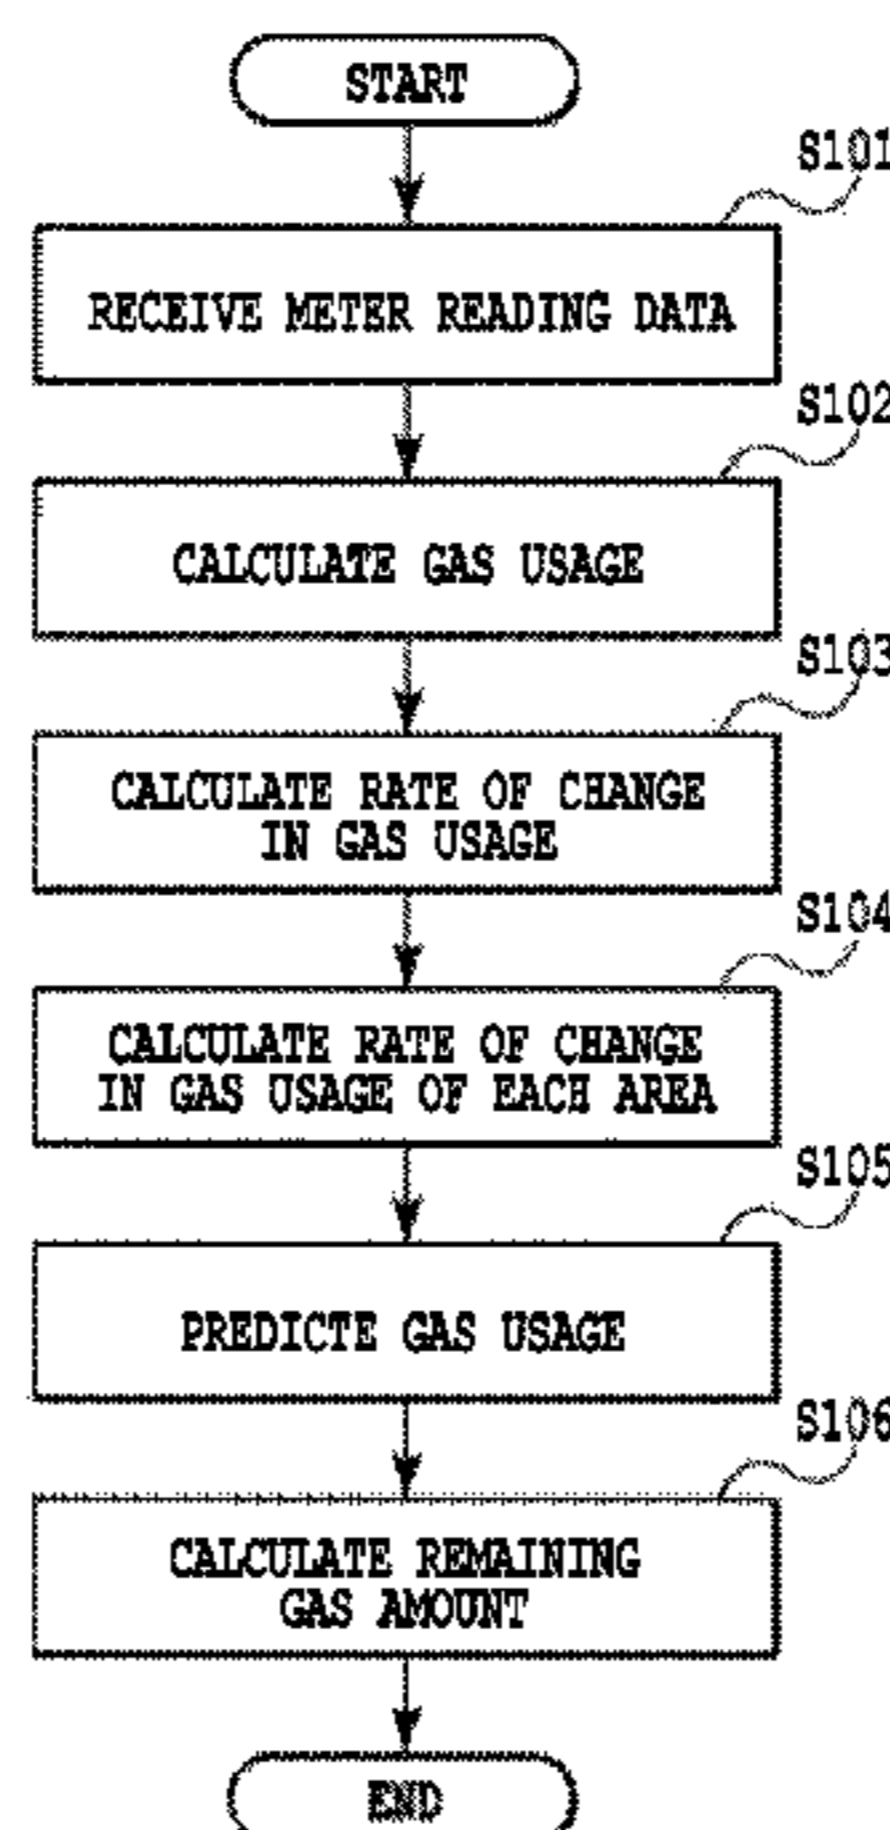 START
S101
RECEIVE METER READING DATA
S102
CALCULATE GAS USAGE
S103
CALCULATE RATE OF CHANGE
IN GAS USAGE
S104
CALCULATE RATE OF CHANGE
IN GAS USAGE OF EACH AREA
S105
PREDICTE GAS USAGE
S106
CALCULATE REMAINING
GAS AMOUNT
END